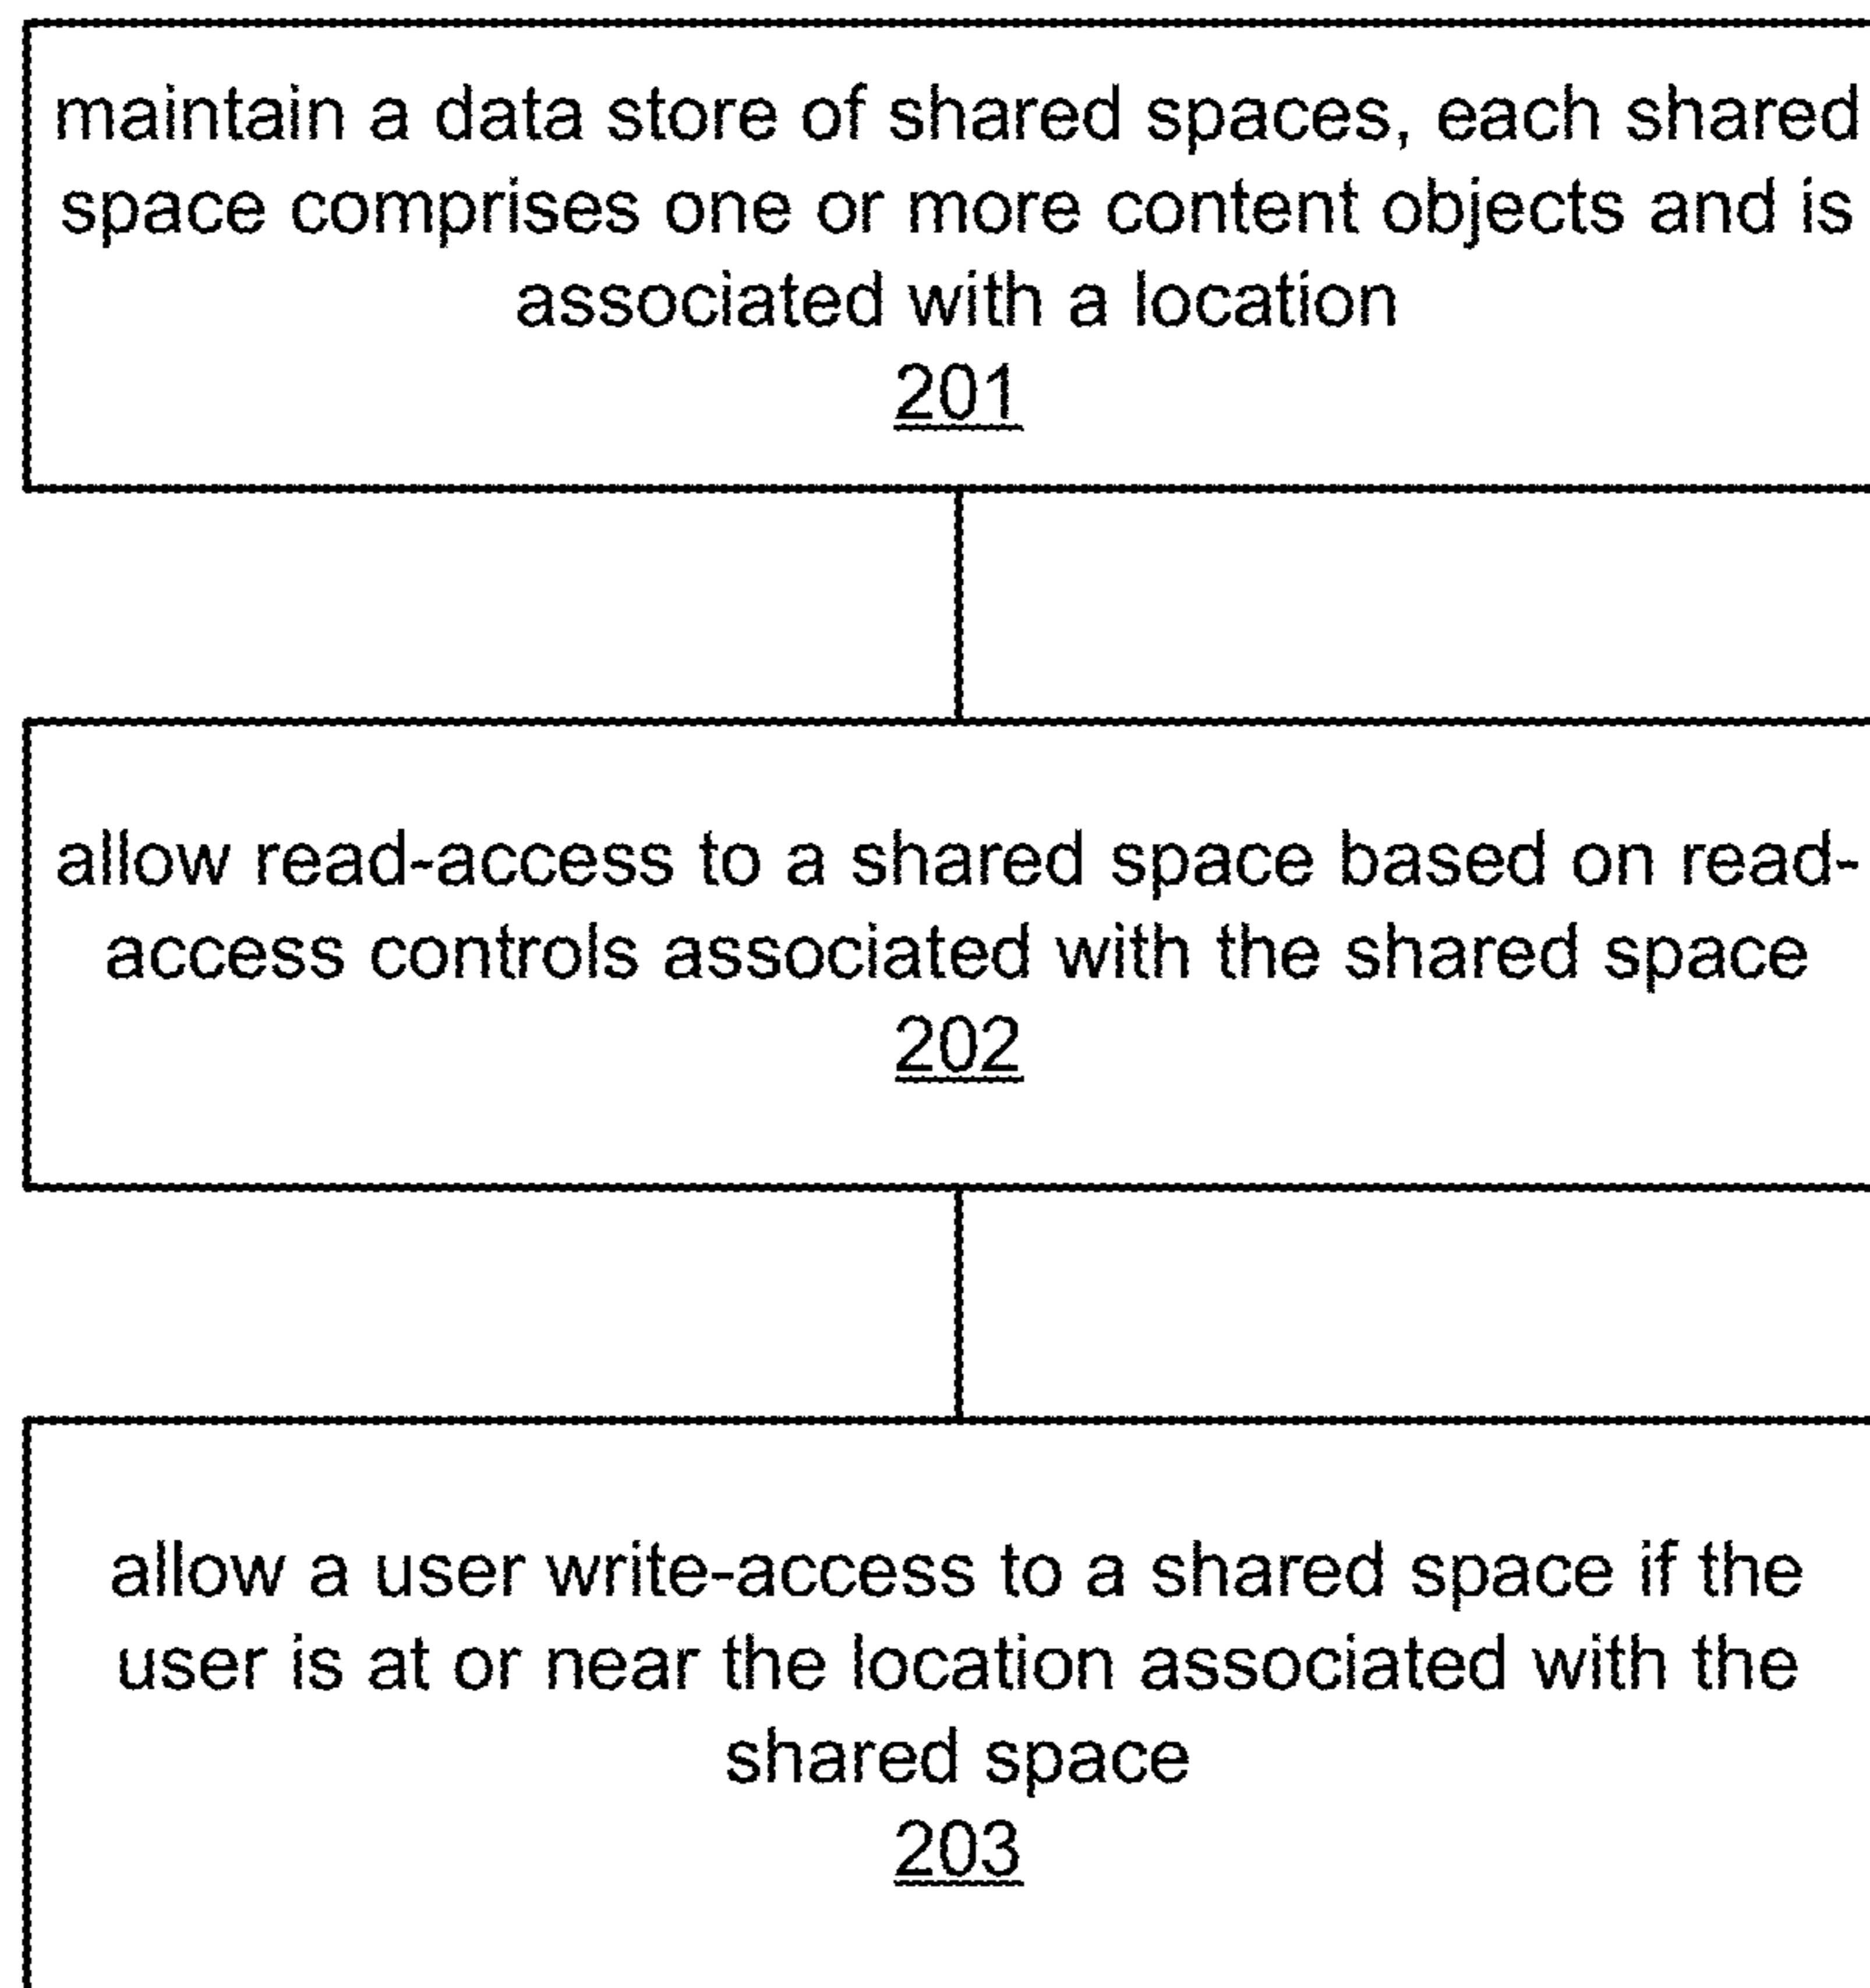 maintain a data store of shared spaces, each shared
space comprises one or more content objects and is
associated with a location
201
allow read-access to a shared space based on read-
access controls associated with the shared space
202
allow a user write-access to a shared space if the
user is at or near the location associated with the
shared space
203